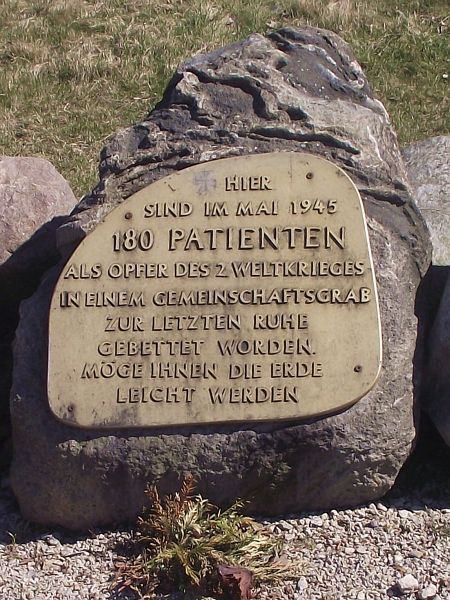 HIER
SIND IM MAI 1945
180 PATIENTEN
ALS OPFER DES 2 WELTKRIEGES
IN EINEM GEMEINSCHAFTSGRAB
ZUR LETZTEN RUHE
GEBETTET WORDEN.
MÖGE IHNEN DIE ERDE
LEICHT WERDEN